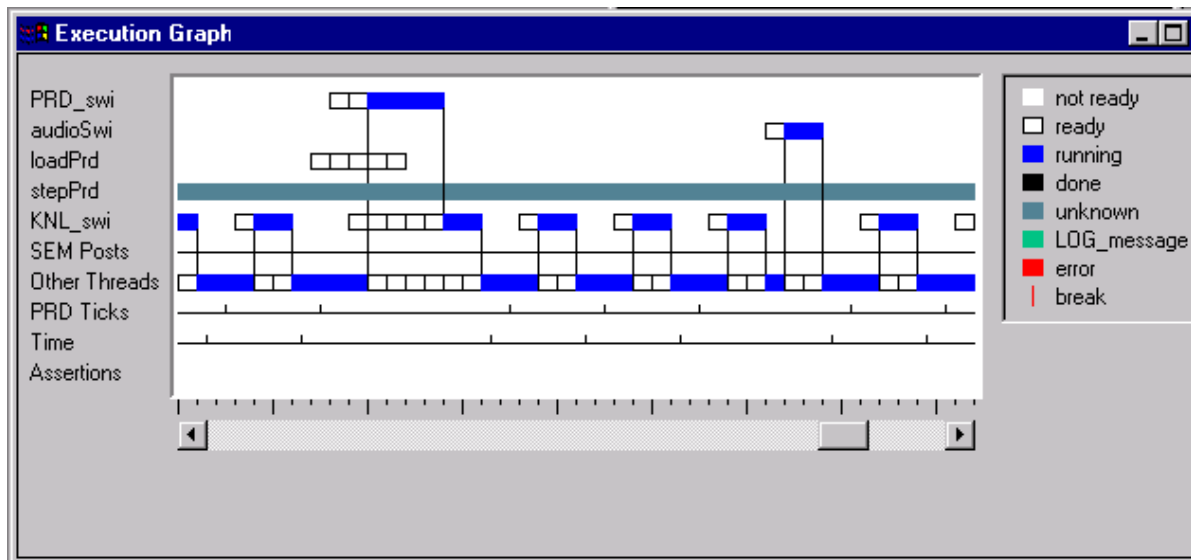 Execution Graph
PRD_swi
audioSwi
loadPrd
stepPrd
KNL_swi
SEM Posts
Other Threads
PRD Ticks
Time
Assertions
not ready
ready
running
done
unknown
LOG_message
error
break